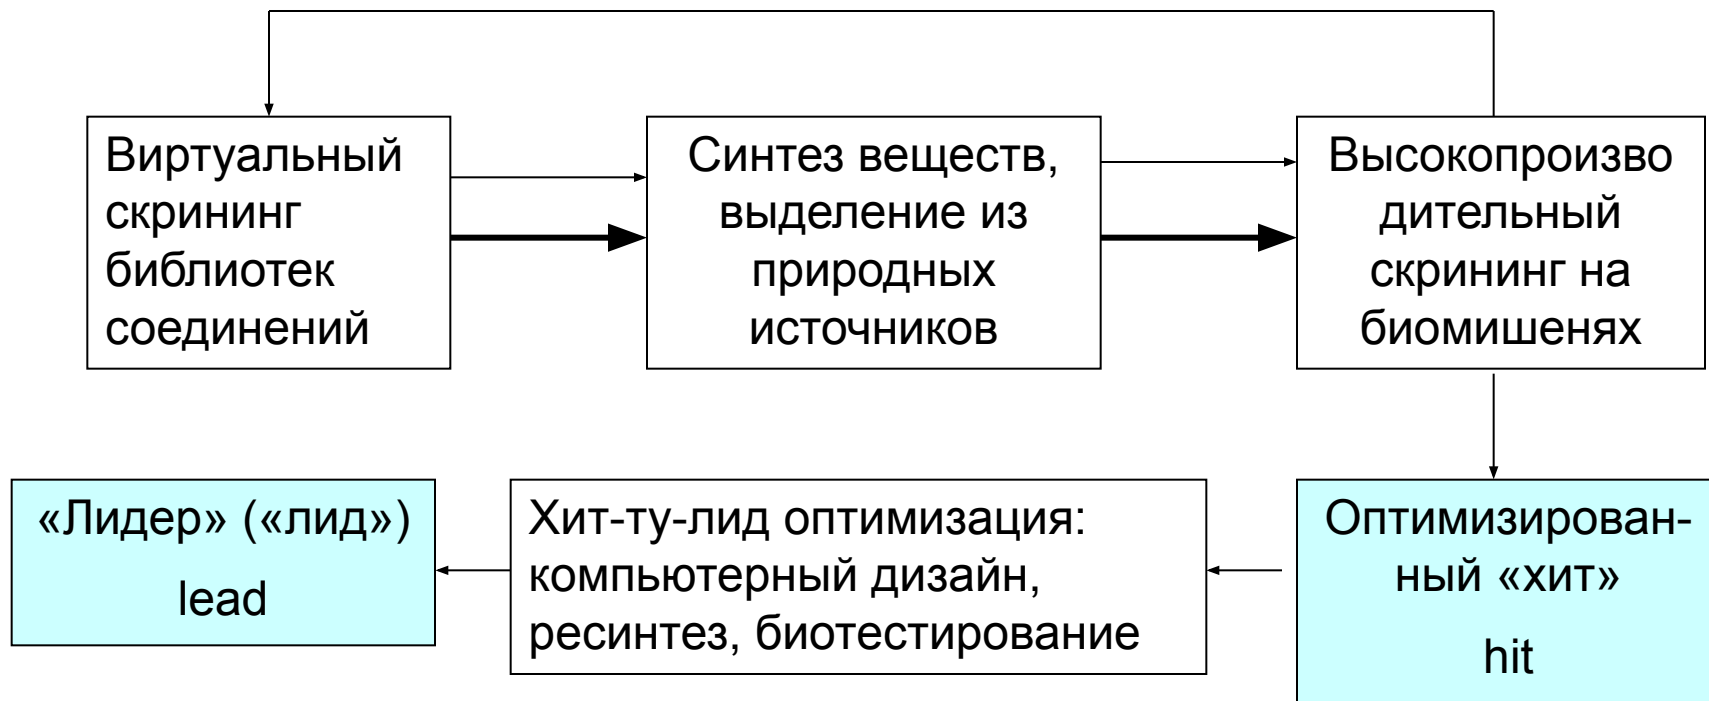 Виртуальный
скрининг
библиотек
соединений
Синтез веществ,
выделение из
природных
источников
Высокопроизво
дительный
скрининг на
биомишенях
«Лидер» («лид»)
lead
Хит-ту-лид оптимизация:
компьютерный дизайн,
ресинтез, биотестирование
Оптимизирован-
ный «хит»
hit